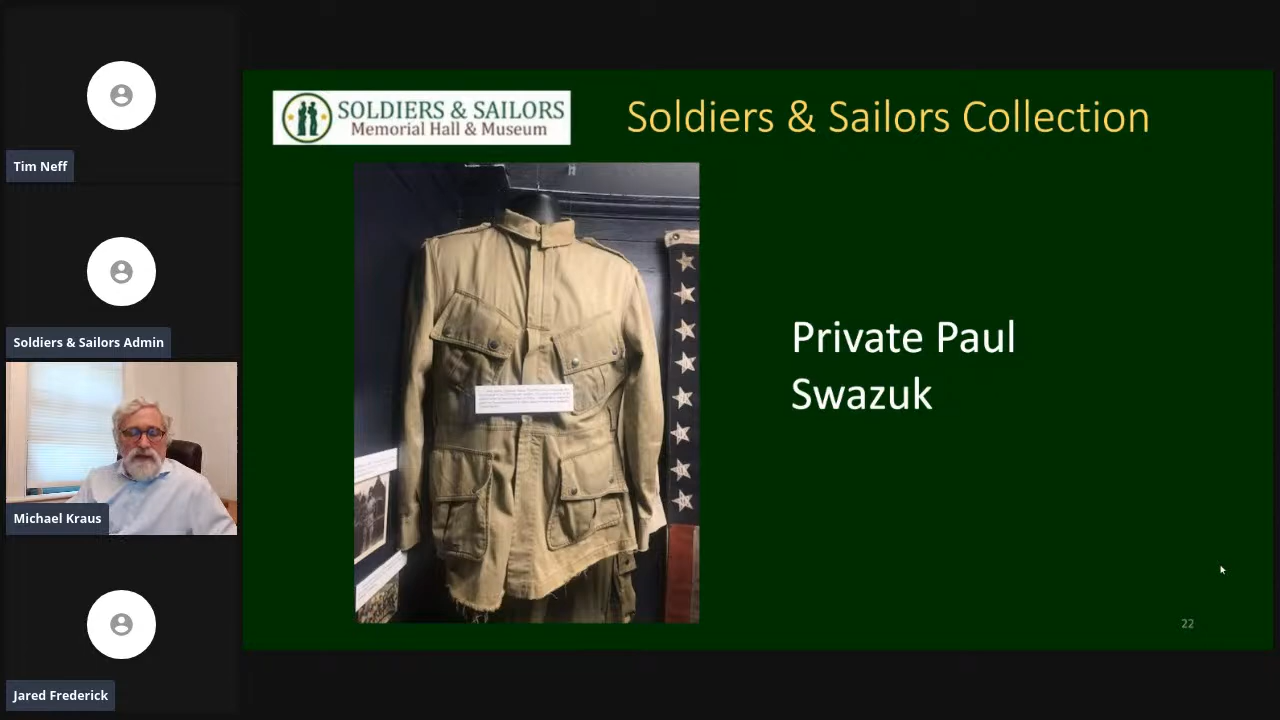 Tim Neff
Soldiers & Sailors Admin
Michael Kraus
Jared Frederick
SOLDIERS & SAILORS
Memorial Hall & Museum
Soldiers & Sailors Collection
Private Paul
Swazuk
22